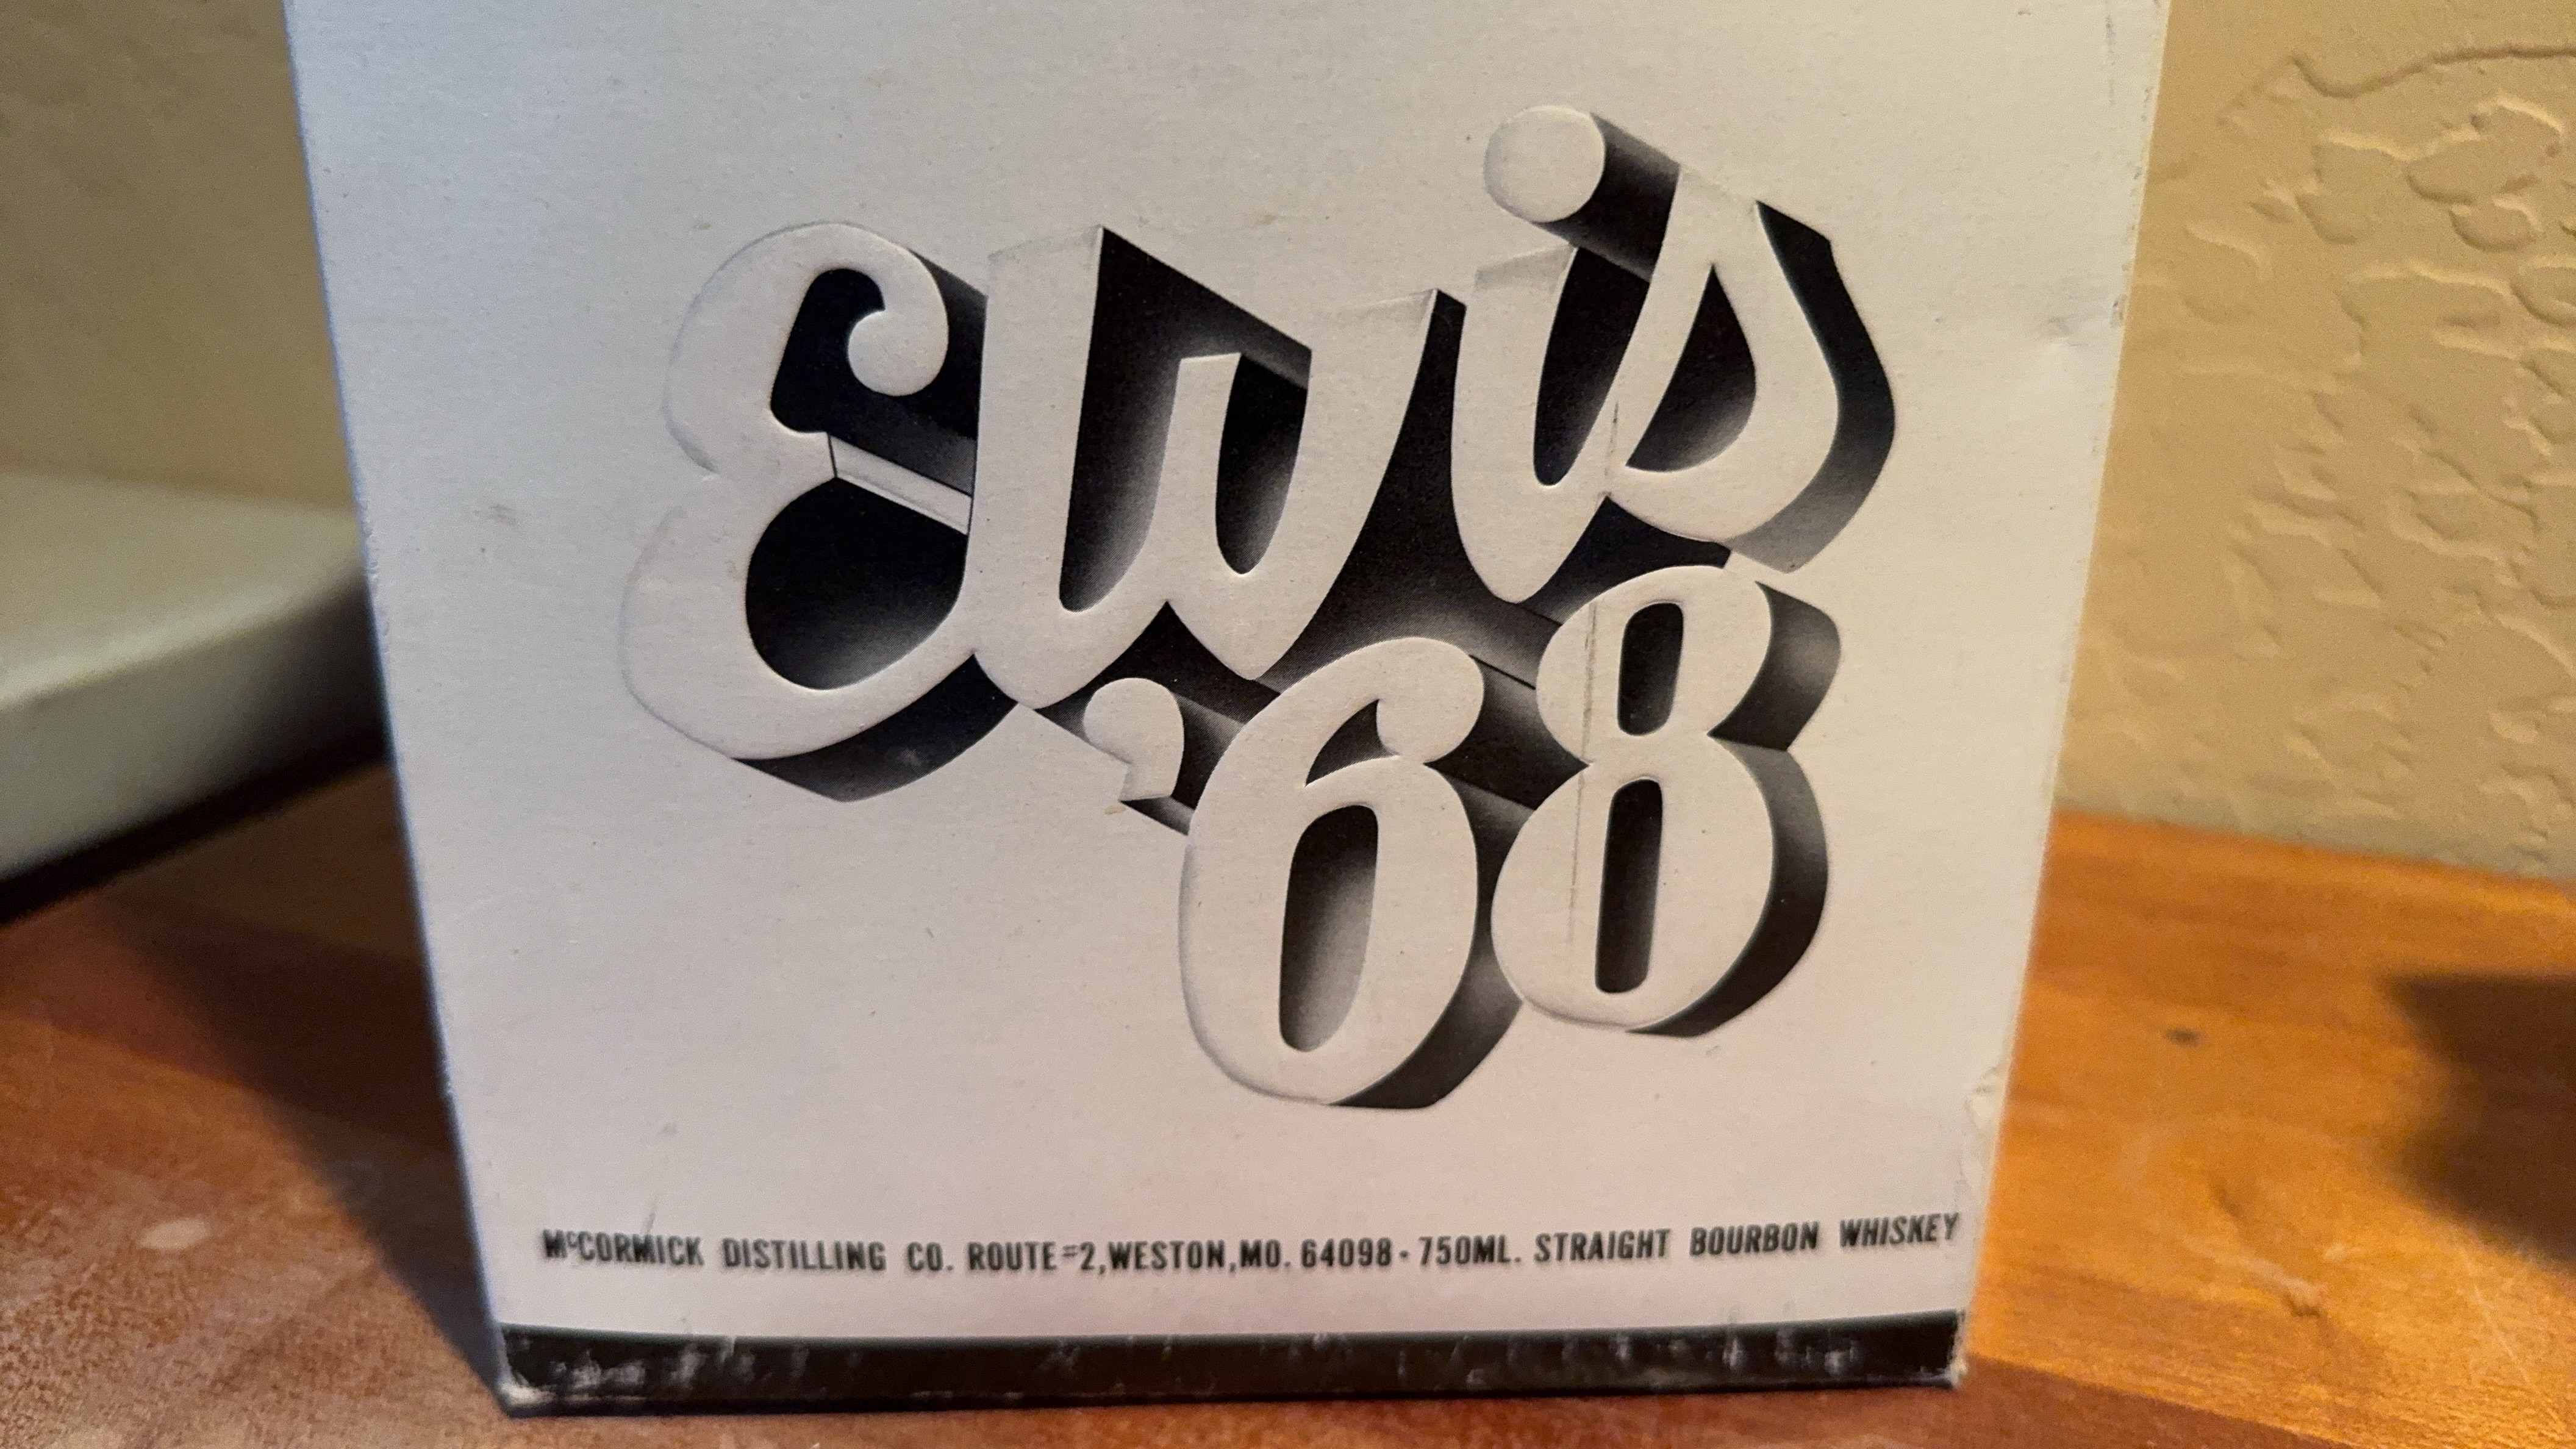 Elvis
'68
McCORMICK DISTILLING CO. ROUTE #2, WESTON, MO. 64098 - 750ML. STRAIGHT BOURBON WHISKEY